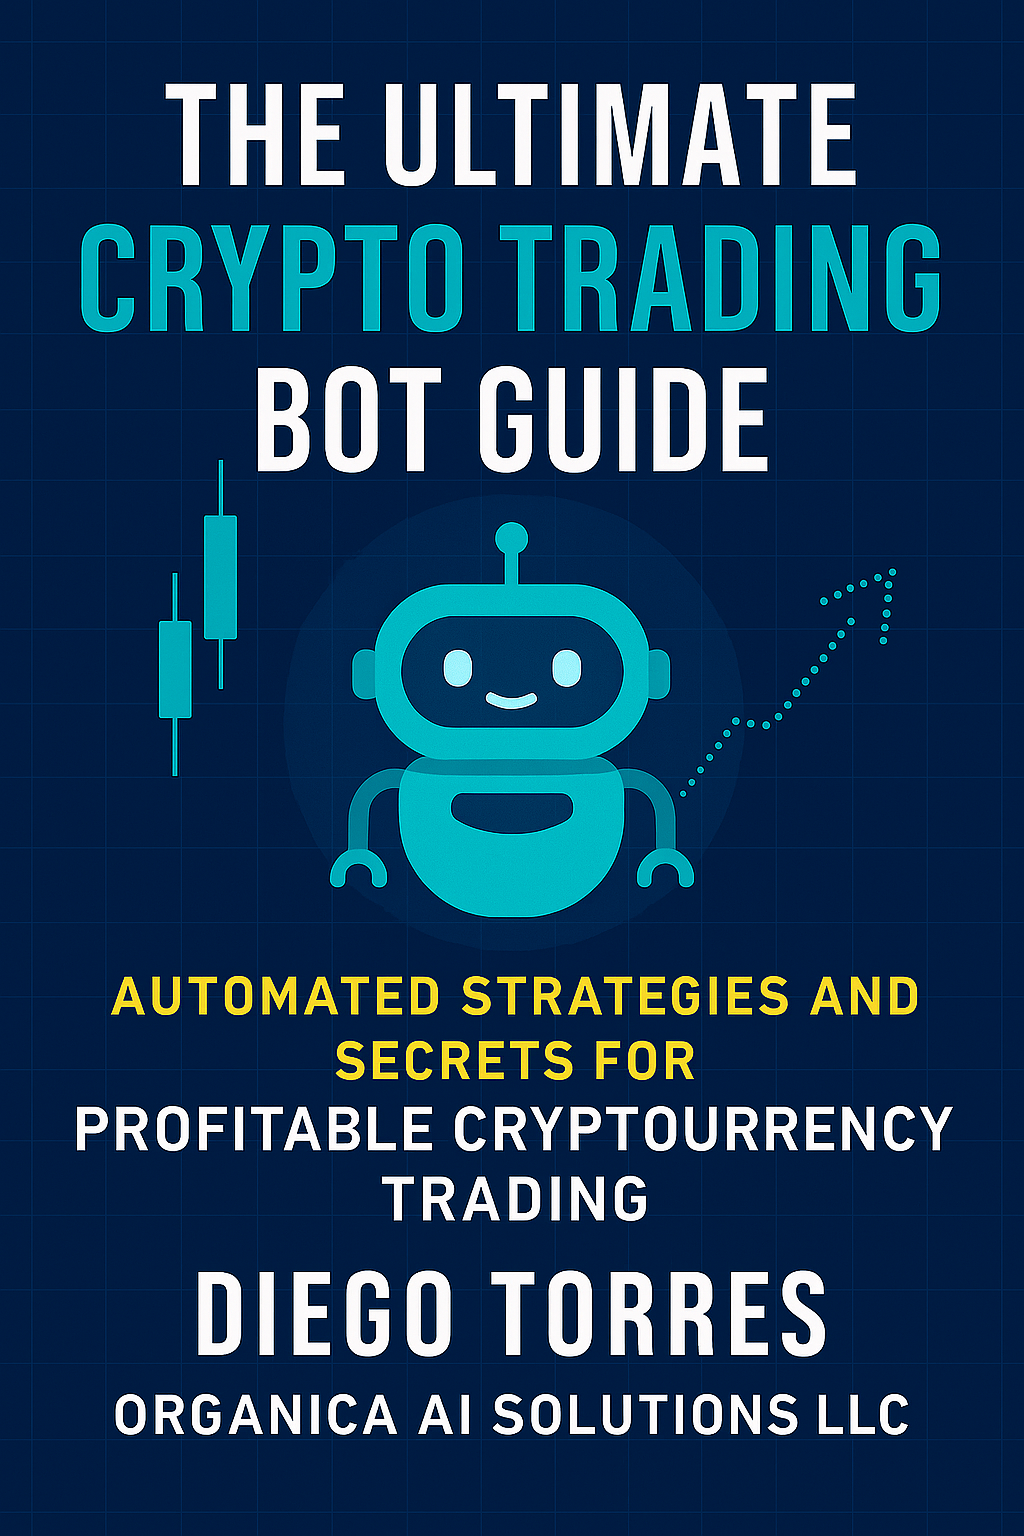 THE ULTIMATE
CRYPTO TRADING
BOT GUIDE
AUTOMATED STRATEGIES AND
SECRETS FOR
PROFITABLE CRYPTOURRENCY
TRADING
DIEGO TORRES
ORGANICA AI SOLUTIONS LLC